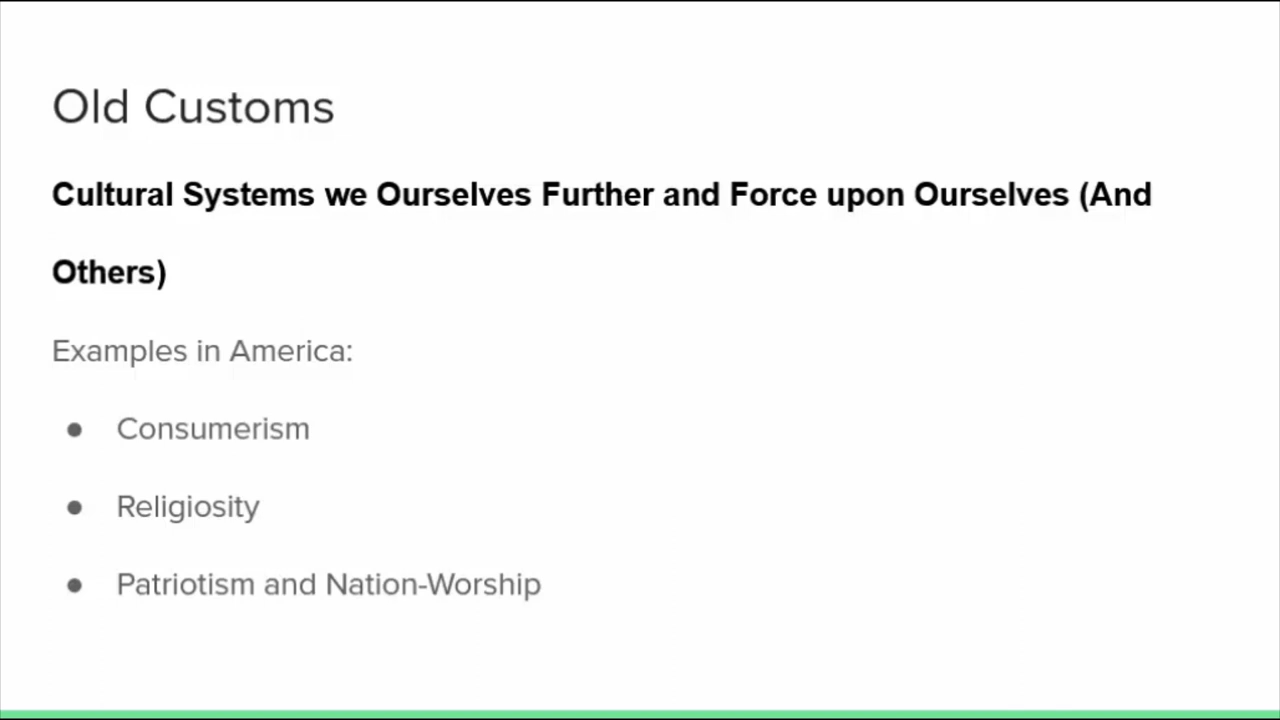 Old Customs
Cultural Systems we Ourselves Further and Force upon Ourselves (And
Others)
Examples in America:
● Consumerism
● Religiosity
● Patriotism and Nation-Worship